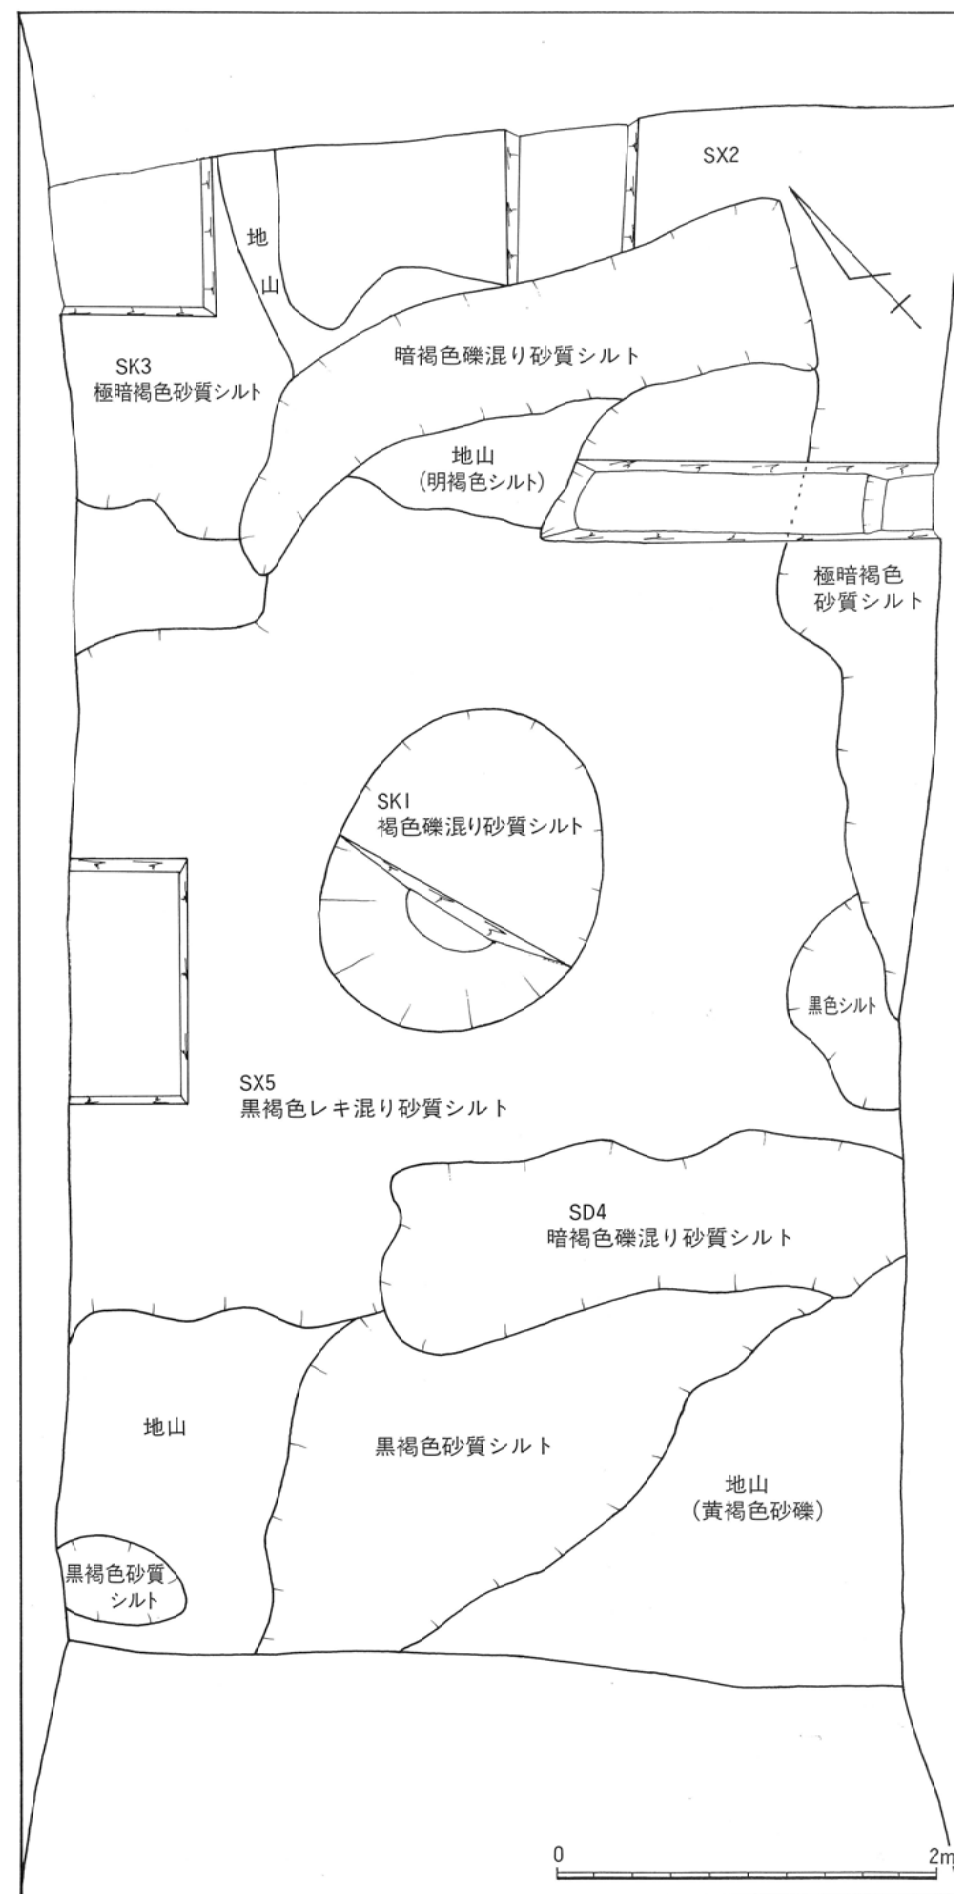 SX2
地
山
暗褐色礫混り砂質シルト
SK3
極暗褐色砂質シルト
地山
(明褐色シルト)
極暗褐色
砂質シルト
SK1
褐色礫混り砂質シルト
黒色シルト
SX5
黒褐色レキ混り砂質シルト
SD4
暗褐色礫混り砂質シルト
地山
黒褐色砂質シルト
地山
(黄褐色砂礫)
黒褐色砂質
シルト
0 2m